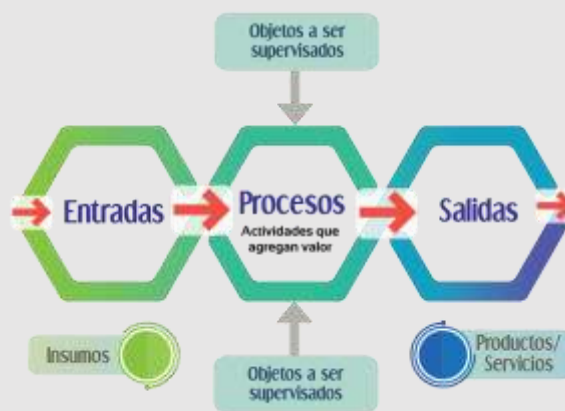 Objetos a ser
supervisados
Entradas
Procesos
Actividades que
agregan valor
Salidas
Insumos
Productos/
Servicios
Objetos a ser
supervisados